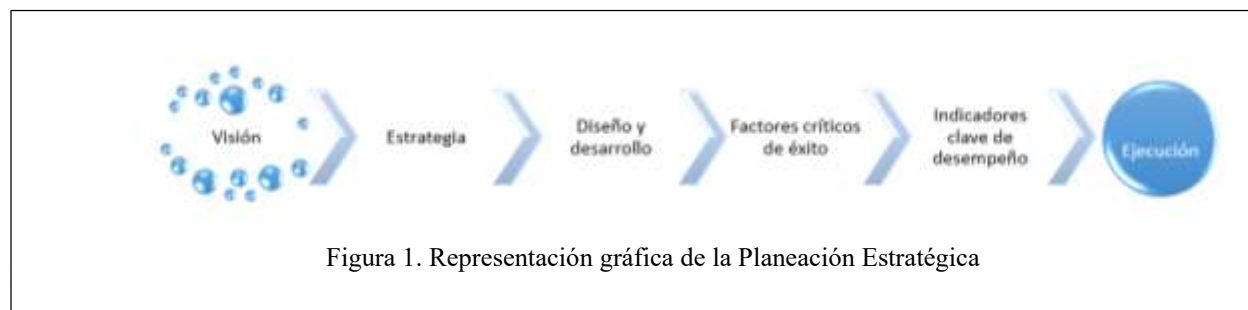 Visión
Estrategia
Diseño y
desarrollo
Factores críticos
de éxito
Indicadores
clave de
desempeño
Ejecución
Figura 1. Representación gráfica de la Planeación Estratégica